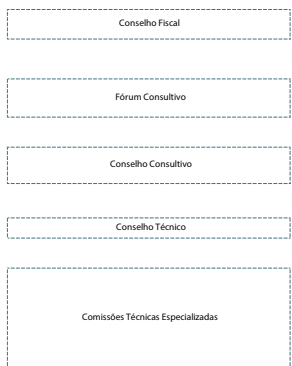 Conselho Fiscal
Fórum Consultivo
Conselho Consultivo
Conselho Técnico
Comissões Técnicas Especializadas